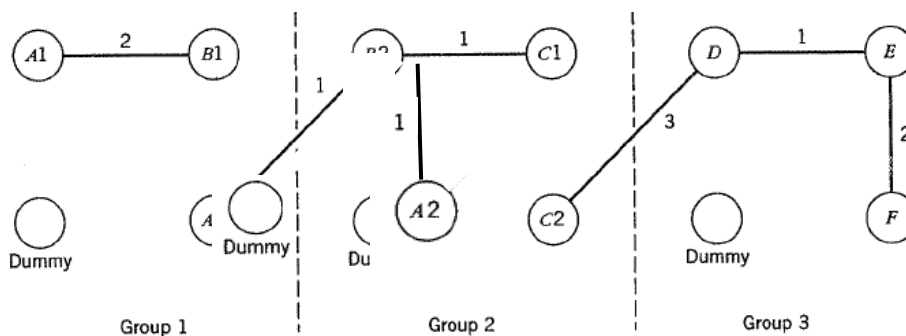 A1 2 B1
1 C1
D 1 E
1
1
3
2
A
A2
C2
F
Dummy
Dummy
Dummy
Group 1
Group 2
Group 3